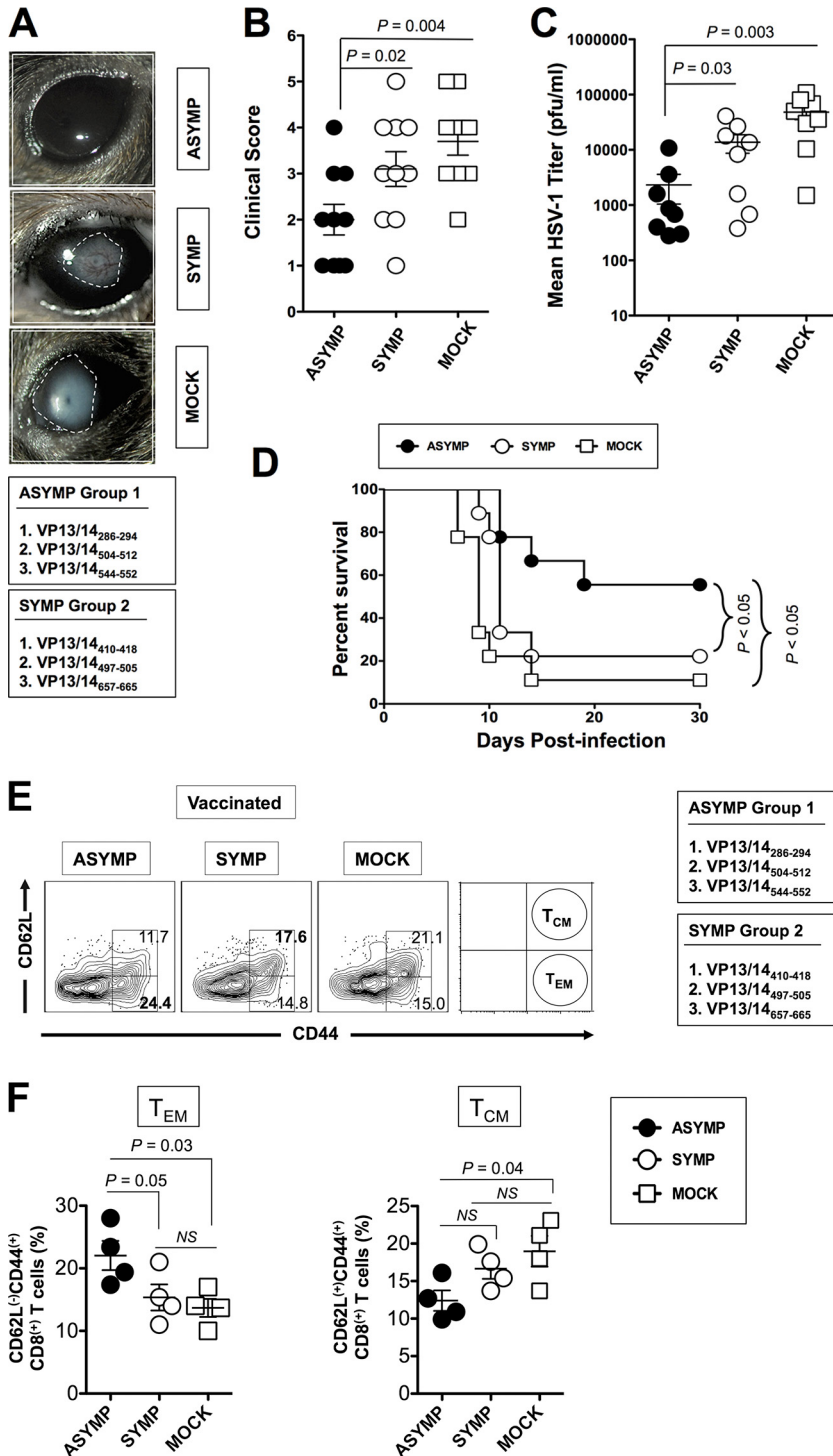 A
ASYMP
SYMP
MOCK
ASYMP Group 1
1. VP13/14286-294
2. VP13/14504-512
3. VP13/14544-552
SYMP Group 2
1. VP13/14410-418
2. VP13/14497-505
3. VP13/14657-665
B
P = 0.004
P = 0.02
Clinical Score
6
5
4
3
2
1
0
ASYMP
SYMP
MOCK
C
P = 0.003
P = 0.03
Mean HSV-1 Titer (pfu/ml)
1000000
100000
10000
1000
100
10
ASYMP
SYMP
MOCK
D
ASYMP SYMP MOCK
Percent survival
100
80
60
40
20
0
0 10 20 30
Days Post-infection
P < 0.05
P < 0.05
E
Vaccinated
ASYMP SYMP MOCK
CD62L
11.7 17.6 21.1
24.4 14.8 15.0
TCM
TEM
CD44
ASYMP Group 1
1. VP13/14286-294
2. VP13/14504-512
3. VP13/14544-552
SYMP Group 2
1. VP13/14410-418
2. VP13/14497-505
3. VP13/14657-665
F
TEM
P = 0.03
P = 0.05
NS
CD62L(-)CD44(+)
CD8(+) T cells (%)
30
20
10
0
ASYMP
SYMP
MOCK
TCM
P = 0.04
NS
NS
CD62L(+)CD44(+)
CD8(+) T cells (%)
25
20
15
10
5
0
ASYMP
SYMP
MOCK
ASYMP
SYMP
MOCK